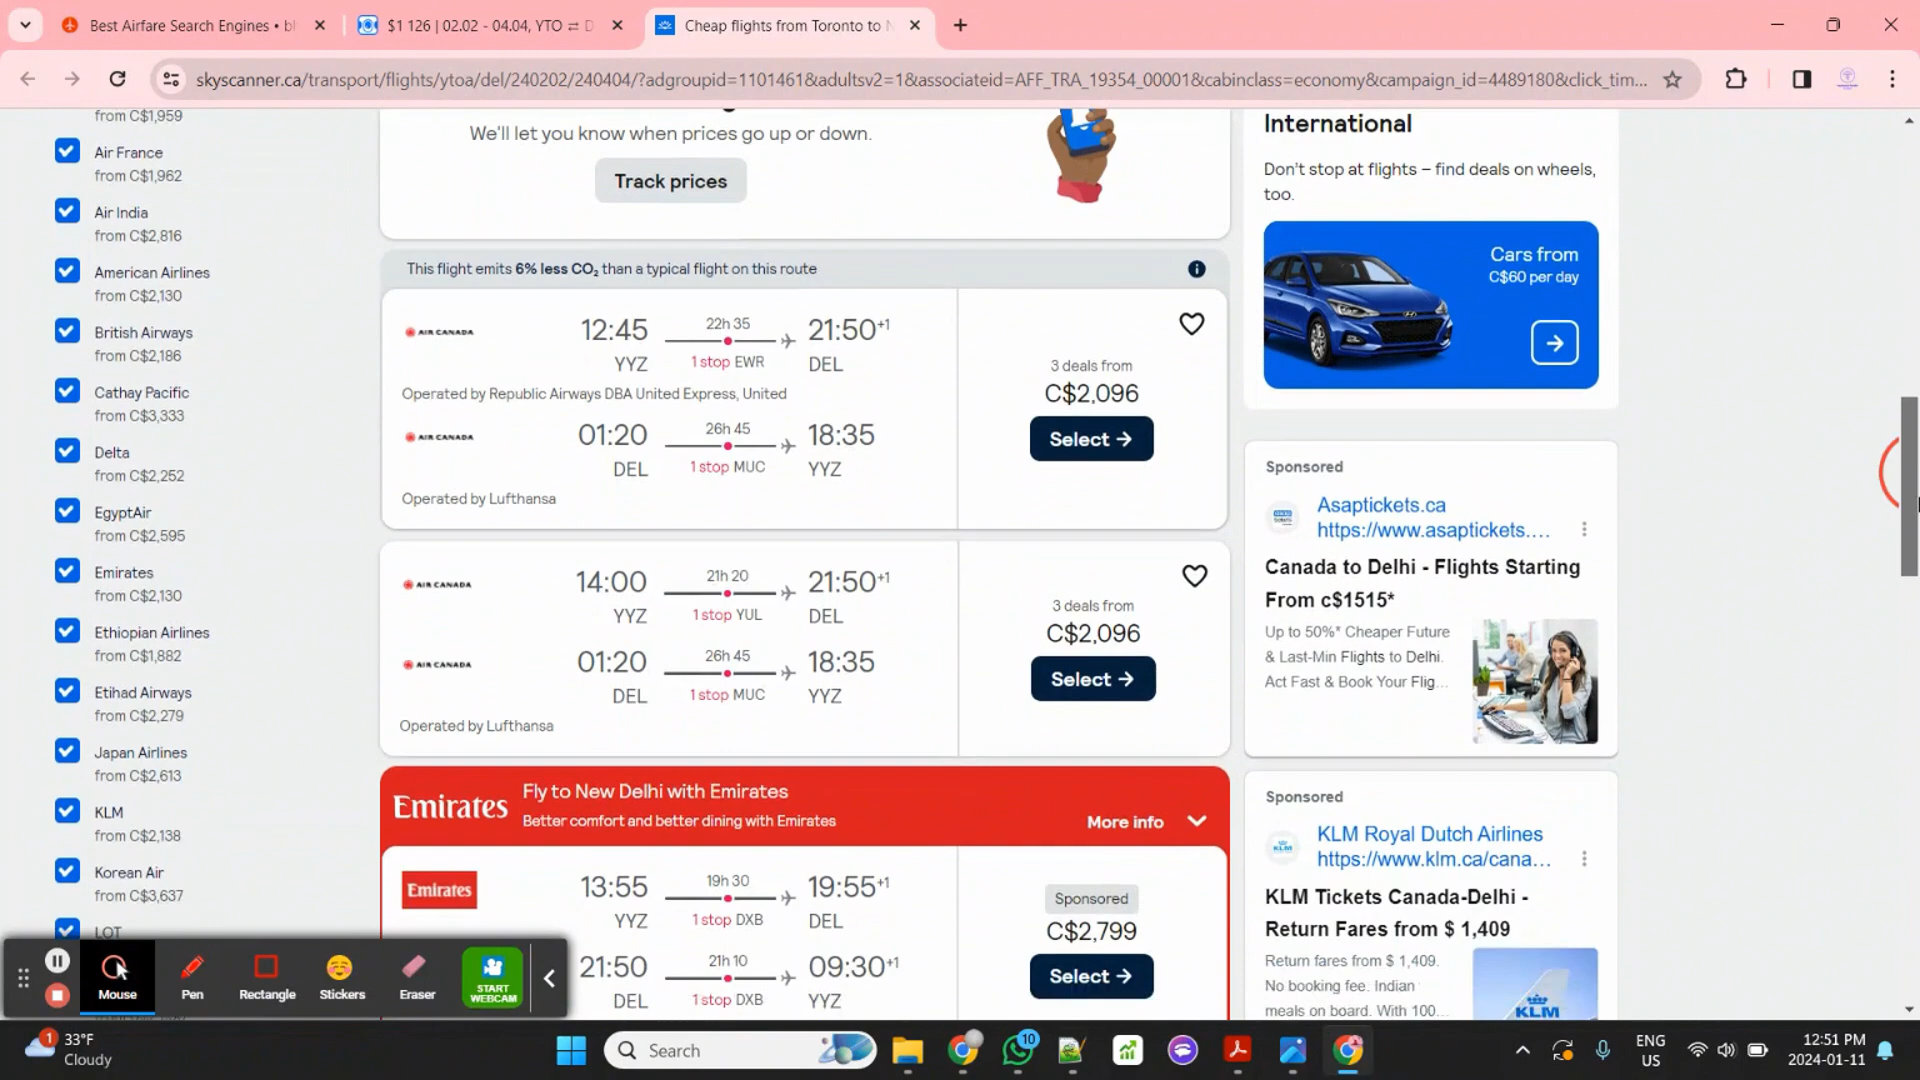 Best Airfare Search Engines • bl
$1 126 | 02.02 - 04.04, YTO ⇄ D
Cheap flights from Toronto to N
skyscanner.ca/transport/flights/ytoa/del/240202/240404/?adgroupid=1101461&adultsv2=1&associateid=AFF_TRA_19354_00001&cabinclass=economy&campaign_id=4489180&click_tim...
from C$1,959
Air France
from C$1,962
Air India
from C$2,816
American Airlines
from C$2,130
British Airways
from C$2,186
Cathay Pacific
from C$3,333
Delta
from C$2,252
EgyptAir
from C$2,595
Emirates
from C$2,130
Ethiopian Airlines
from C$1,882
Etihad Airways
from C$2,279
Japan Airlines
from C$2,613
KLM
from C$2,138
Korean Air
from C$3,637
LOT
We'll let you know when prices go up or down.
Track prices
This flight emits 6% less CO₂ than a typical flight on this route
AIR CANADA
12:45 22h 35 21:50+1
YYZ 1 stop EWR DEL
Operated by Republic Airways DBA United Express, United
AIR CANADA
01:20 26h 45 18:35
DEL 1 stop MUC YYZ
Operated by Lufthansa
3 deals from
C$2,096
Select →
AIR CANADA
14:00 21h 20 21:50+1
YYZ 1 stop YUL DEL
AIR CANADA
01:20 26h 45 18:35
DEL 1 stop MUC YYZ
Operated by Lufthansa
3 deals from
C$2,096
Select →
Emirates
Fly to New Delhi with Emirates
Better comfort and better dining with Emirates
More info
Emirates
13:55 19h 30 19:55+1
YYZ 1 stop DXB DEL
21:50 21h 10 09:30+1
DEL 1 stop DXB YYZ
Sponsored
C$2,799
Select →
International
Don't stop at flights – find deals on wheels,
too.
Cars from
C$60 per day
Sponsored
Asaptickets.ca
https://www.asaptickets....
Canada to Delhi - Flights Starting
From c$1515*
Up to 50%* Cheaper Future
& Last-Min Flights to Delhi.
Act Fast & Book Your Flig...
Sponsored
KLM
KLM Royal Dutch Airlines
https://www.klm.ca/cana...
KLM Tickets Canada-Delhi -
Return Fares from $ 1,409
Return fares from $ 1,409.
No booking fee. Indian
meals on board. With 100...
KLM
Mouse
Pen
Rectangle
Stickers
Eraser
START
WEBCAM
1
33°F
Cloudy
Search
10
ENG
US
12:51 PM
2024-01-11